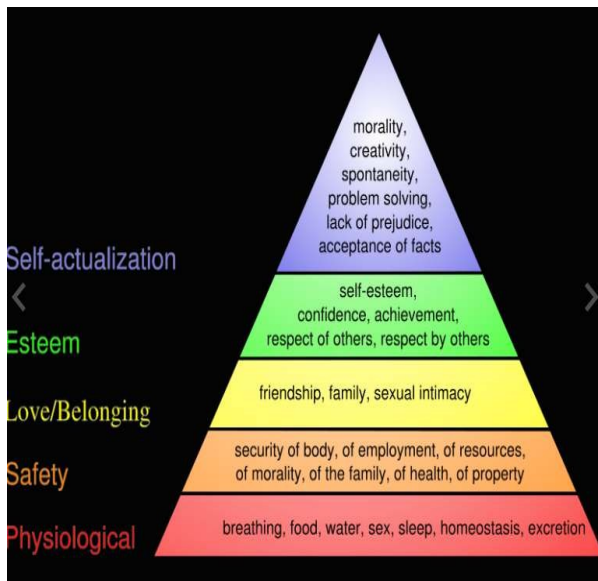 morality,
creativity,
spontaneity,
problem solving,
lack of prejudice,
acceptance of facts
Self-actualization
self-esteem,
confidence, achievement,
respect of others, respect by others
Esteem
friendship, family, sexual intimacy
Love/Belonging
security of body, of employment, of resources,
of morality, of the family, of health, of property
Safety
breathing, food, water, sex, sleep, homeostasis, excretion
Physiological